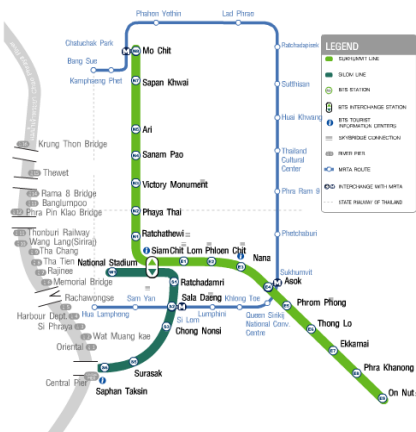 Phahon Yothin
Lad Phrae
Chatuchak Park
Mo Chit
Ratchadapisek
Bang Sue
Kamphaeng Phet
Sapan Khwai
Sutthisan
Ari
Huai Khwang
Krung Thon Bridge
Sanam Pao
Thailand
Cultural
Center
Thewet
Rama 8 Bridge
Victory Monument
Phra Ram 9
Banglumpoo
Phra Pin Klao Bridge
Phaya Thai
Thonburi Railway
Ratchathewi
Phetchaburi
Wang Lang(Siriraj)
Tha Chang
Siam
Chit Lom
Phloen Chit
Tha Tien
National Stadium
Nana
Rajinee
Sukhumvit
Memorial Bridge
Ratchadamri
Asok
Rachawongse
Sam Yan
Sala Daeng
Khlong Toe
Phrom Phong
Harbour Dept.
Hua Lamphong
Si Lom
Lumphini
Queen Sirikij
National Conv.
Centre
Si Phraya
Chong Nonsi
Thong Lo
Wat Muang kae
Oriental
Ekkamai
Surasak
Phra Khanong
Central Pier
Saphan Taksin
On Nut
LEGEND
SUKHUMVIT LINE
SILOM LINE
BTS STATION
BTS INTERCHANGE STATION
BTS TOURIST
INFORMATION CENTERS
SKYBRIDGE CONNECTION
RIVER PIER
MRTA ROUTE
INTERCHANGE WITH MRTA
STATE RAILWAY OF THAILAND